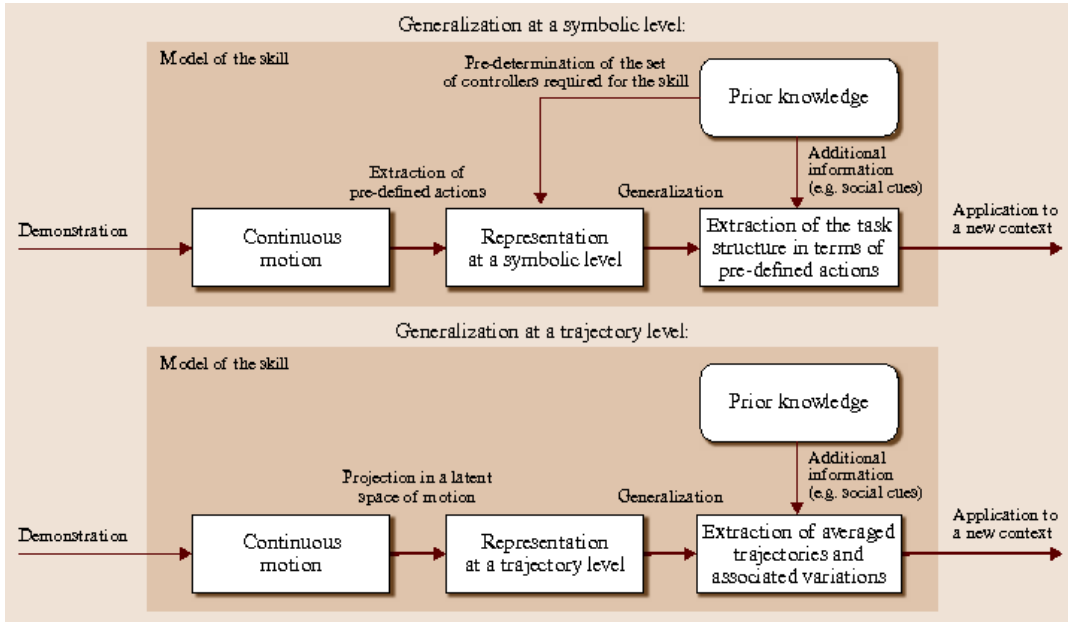 Generalization at a symbolic level:
Model of the skill
Pre-determination of the set
of controllers required for the skill
Prior knowledge
Additional
information
(e.g. social cues)
Extraction of
pre-defined actions
Generalization
Demonstration
Continuous
motion
Representation
at a symbolic level
Extraction of the task
structure in terms of
pre-defined actions
Application to
a new context
Generalization at a trajectory level:
Model of the skill
Prior knowledge
Additional
information
(e.g. social cues)
Projection in a latent
space of motion
Generalization
Demonstration
Continuous
motion
Representation
at a trajectory level
Extraction of averaged
trajectories and
associated variations
Application to
a new context